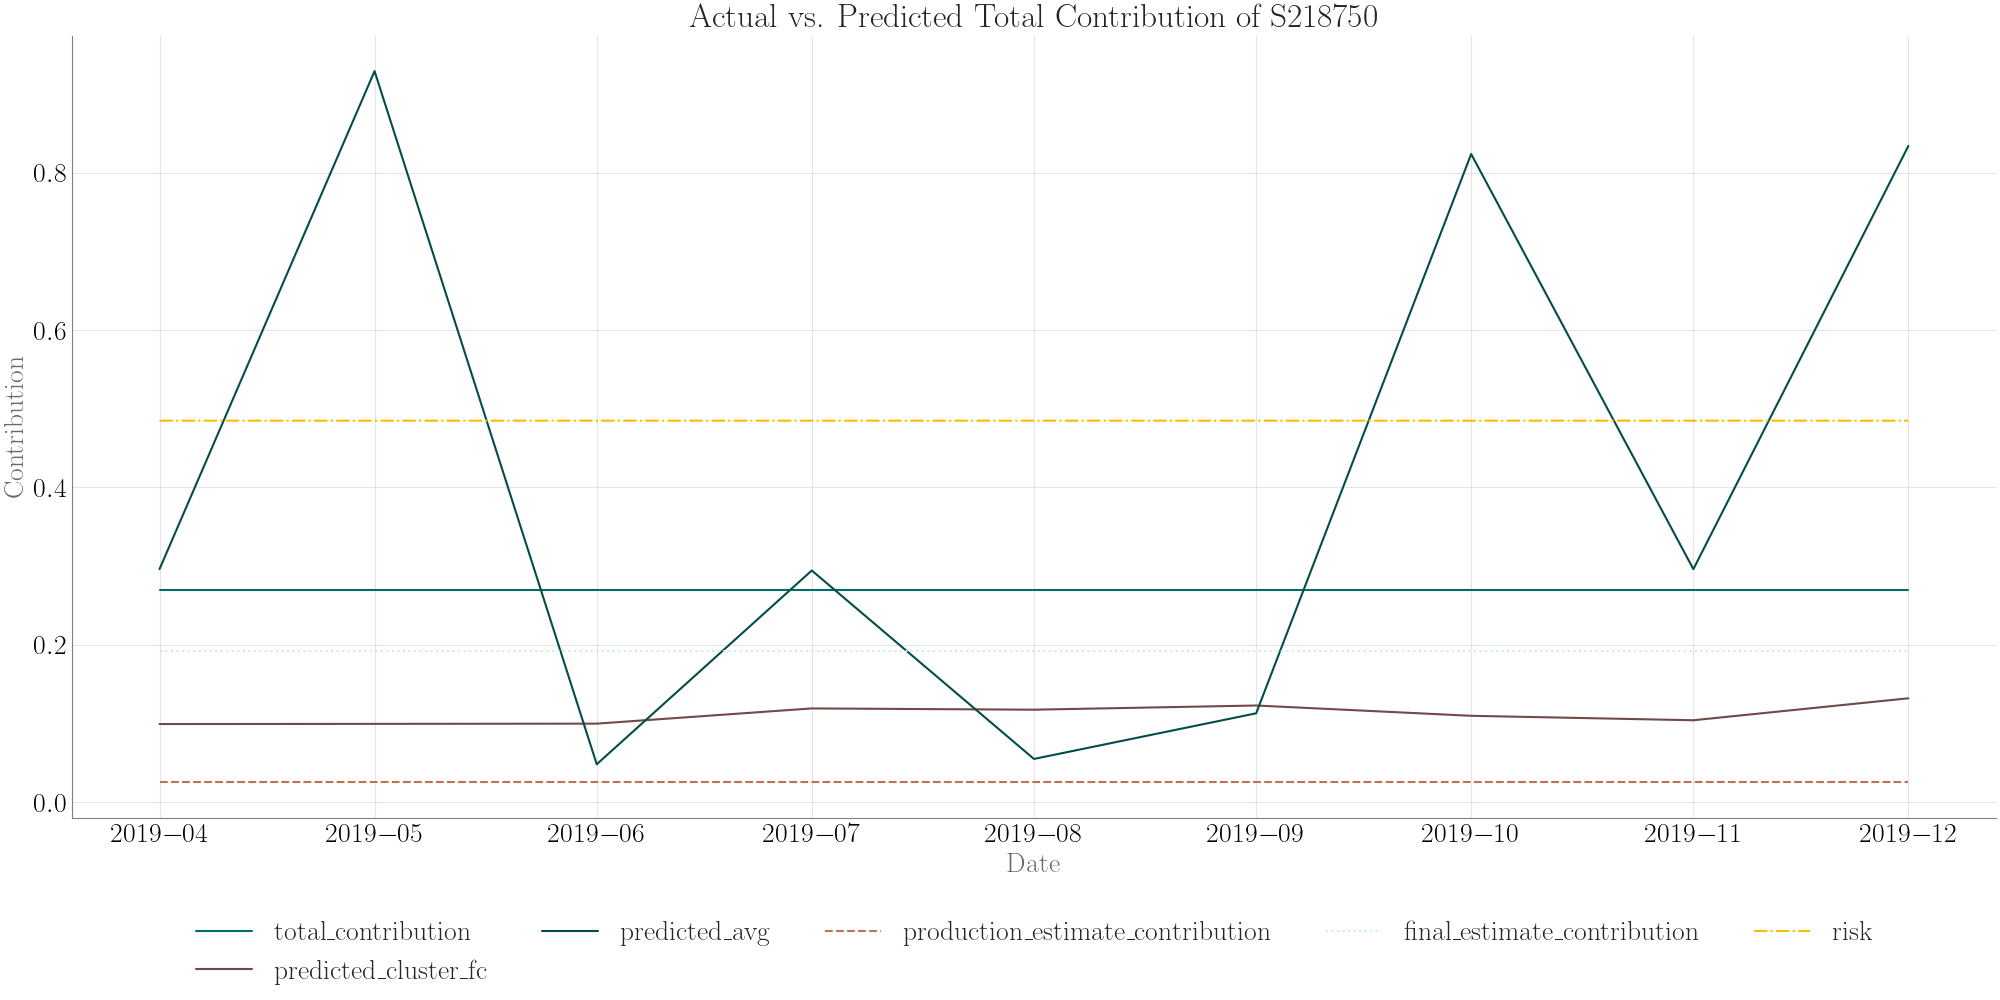 Actual vs. Predicted Total Contribution of S218750
0.8
0.6
0.4
0.2
0.0
Contribution
2019–04 2019–05 2019–06 2019–07 2019–08 2019–09 2019–10 2019–11 2019–12
Date
total_contribution predicted_avg production_estimate_contribution final_estimate_contribution risk
predicted_cluster_fc